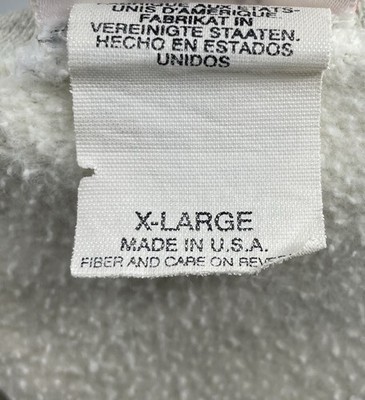 UNIS D'AMERIQUE
FABRIKAT IN
VEREINIGTE STAATEN.
HECHO EN ESTADOS
UNIDOS
X-LARGE
MADE IN U.S.A.
FIBER AND CARE ON